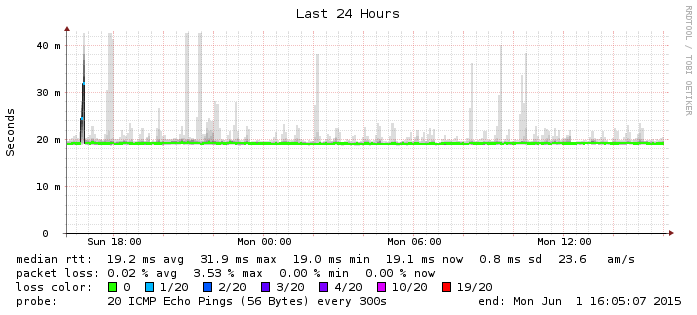 Last 24 Hours
RRDTOOL / TOBI OETIKER
Seconds
40 m
30 m
20 m
10 m
0
Sun 18:00 Mon 00:00 Mon 06:00 Mon 12:00
median rtt: 19.2 ms avg 31.9 ms max 19.0 ms min 19.1 ms now 0.8 ms sd 23.6 am/s
packet loss: 0.02 % avg 3.53 % max 0.00 % min 0.00 % now
loss color: 0 1/20 2/20 3/20 4/20 10/20 19/20
probe: 20 ICMP Echo Pings (56 Bytes) every 300s end: Mon Jun 1 16:05:07 2015